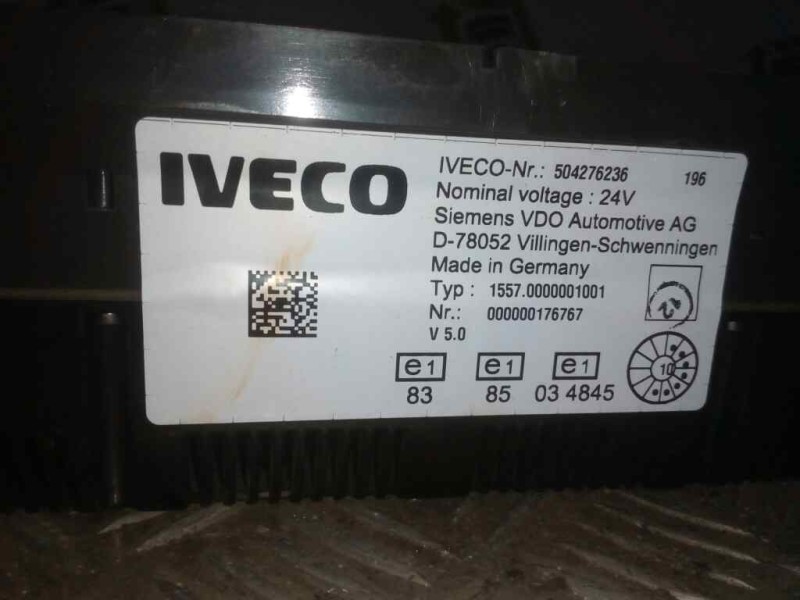 IVECO
IVECO-Nr.: 504276236 196
Nominal voltage : 24V
Siemens VDO Automotive AG
D-78052 Villingen-Schwenningen
Made in Germany
Typ : 1557.0000001001
Nr.: 000000176767
V 5.0
e1 e1 e1
83 85 03 4845
10